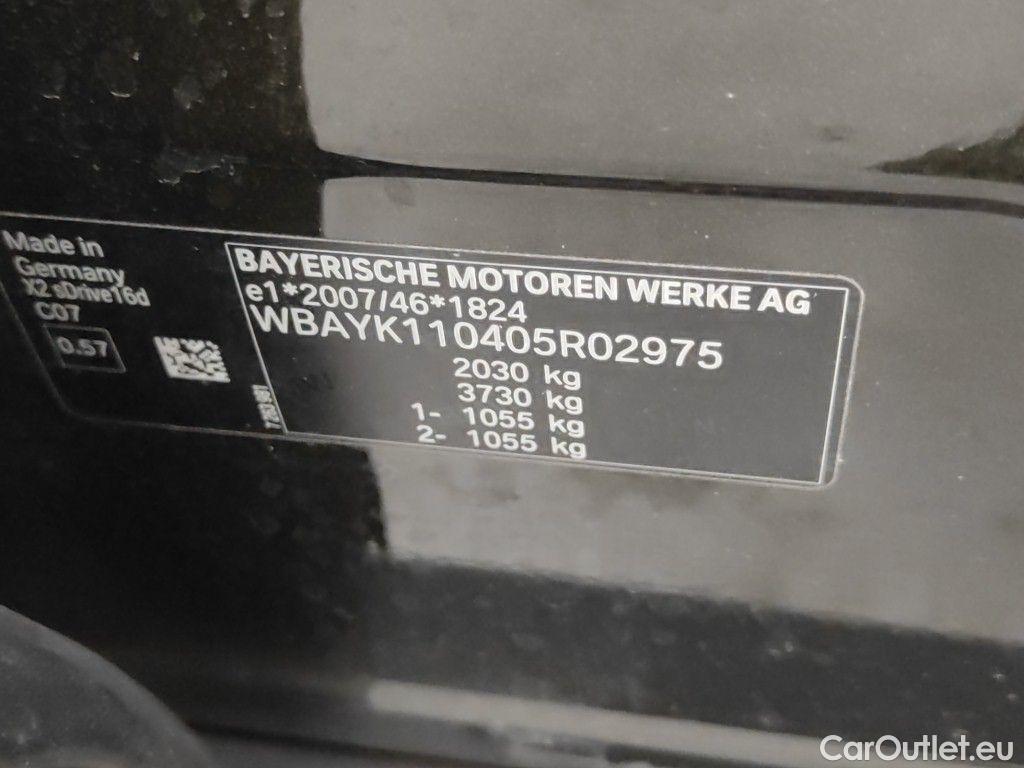 Made in
Germany
X2 sDrive16d
C07
0.57
BAYERISCHE MOTOREN WERKE AG
e1*2007/46*1824
WBAYK110405R02975
2030 kg
3730 kg
1- 1055 kg
2- 1055 kg
CarOutlet.eu